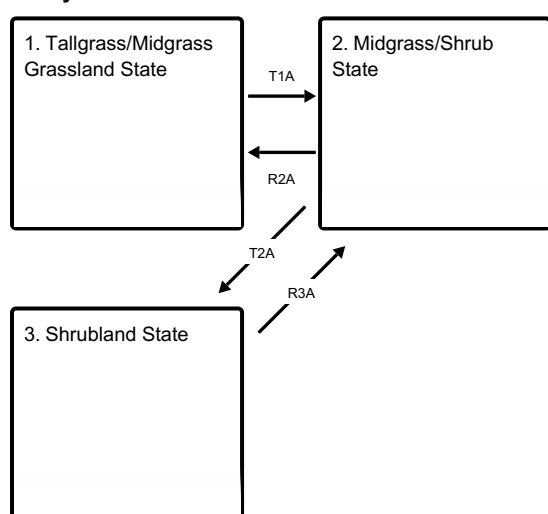 1. Tallgrass/Midgrass
Grassland State
2. Midgrass/Shrub
State
T1A
R2A
T2A
R3A
3. Shrubland State